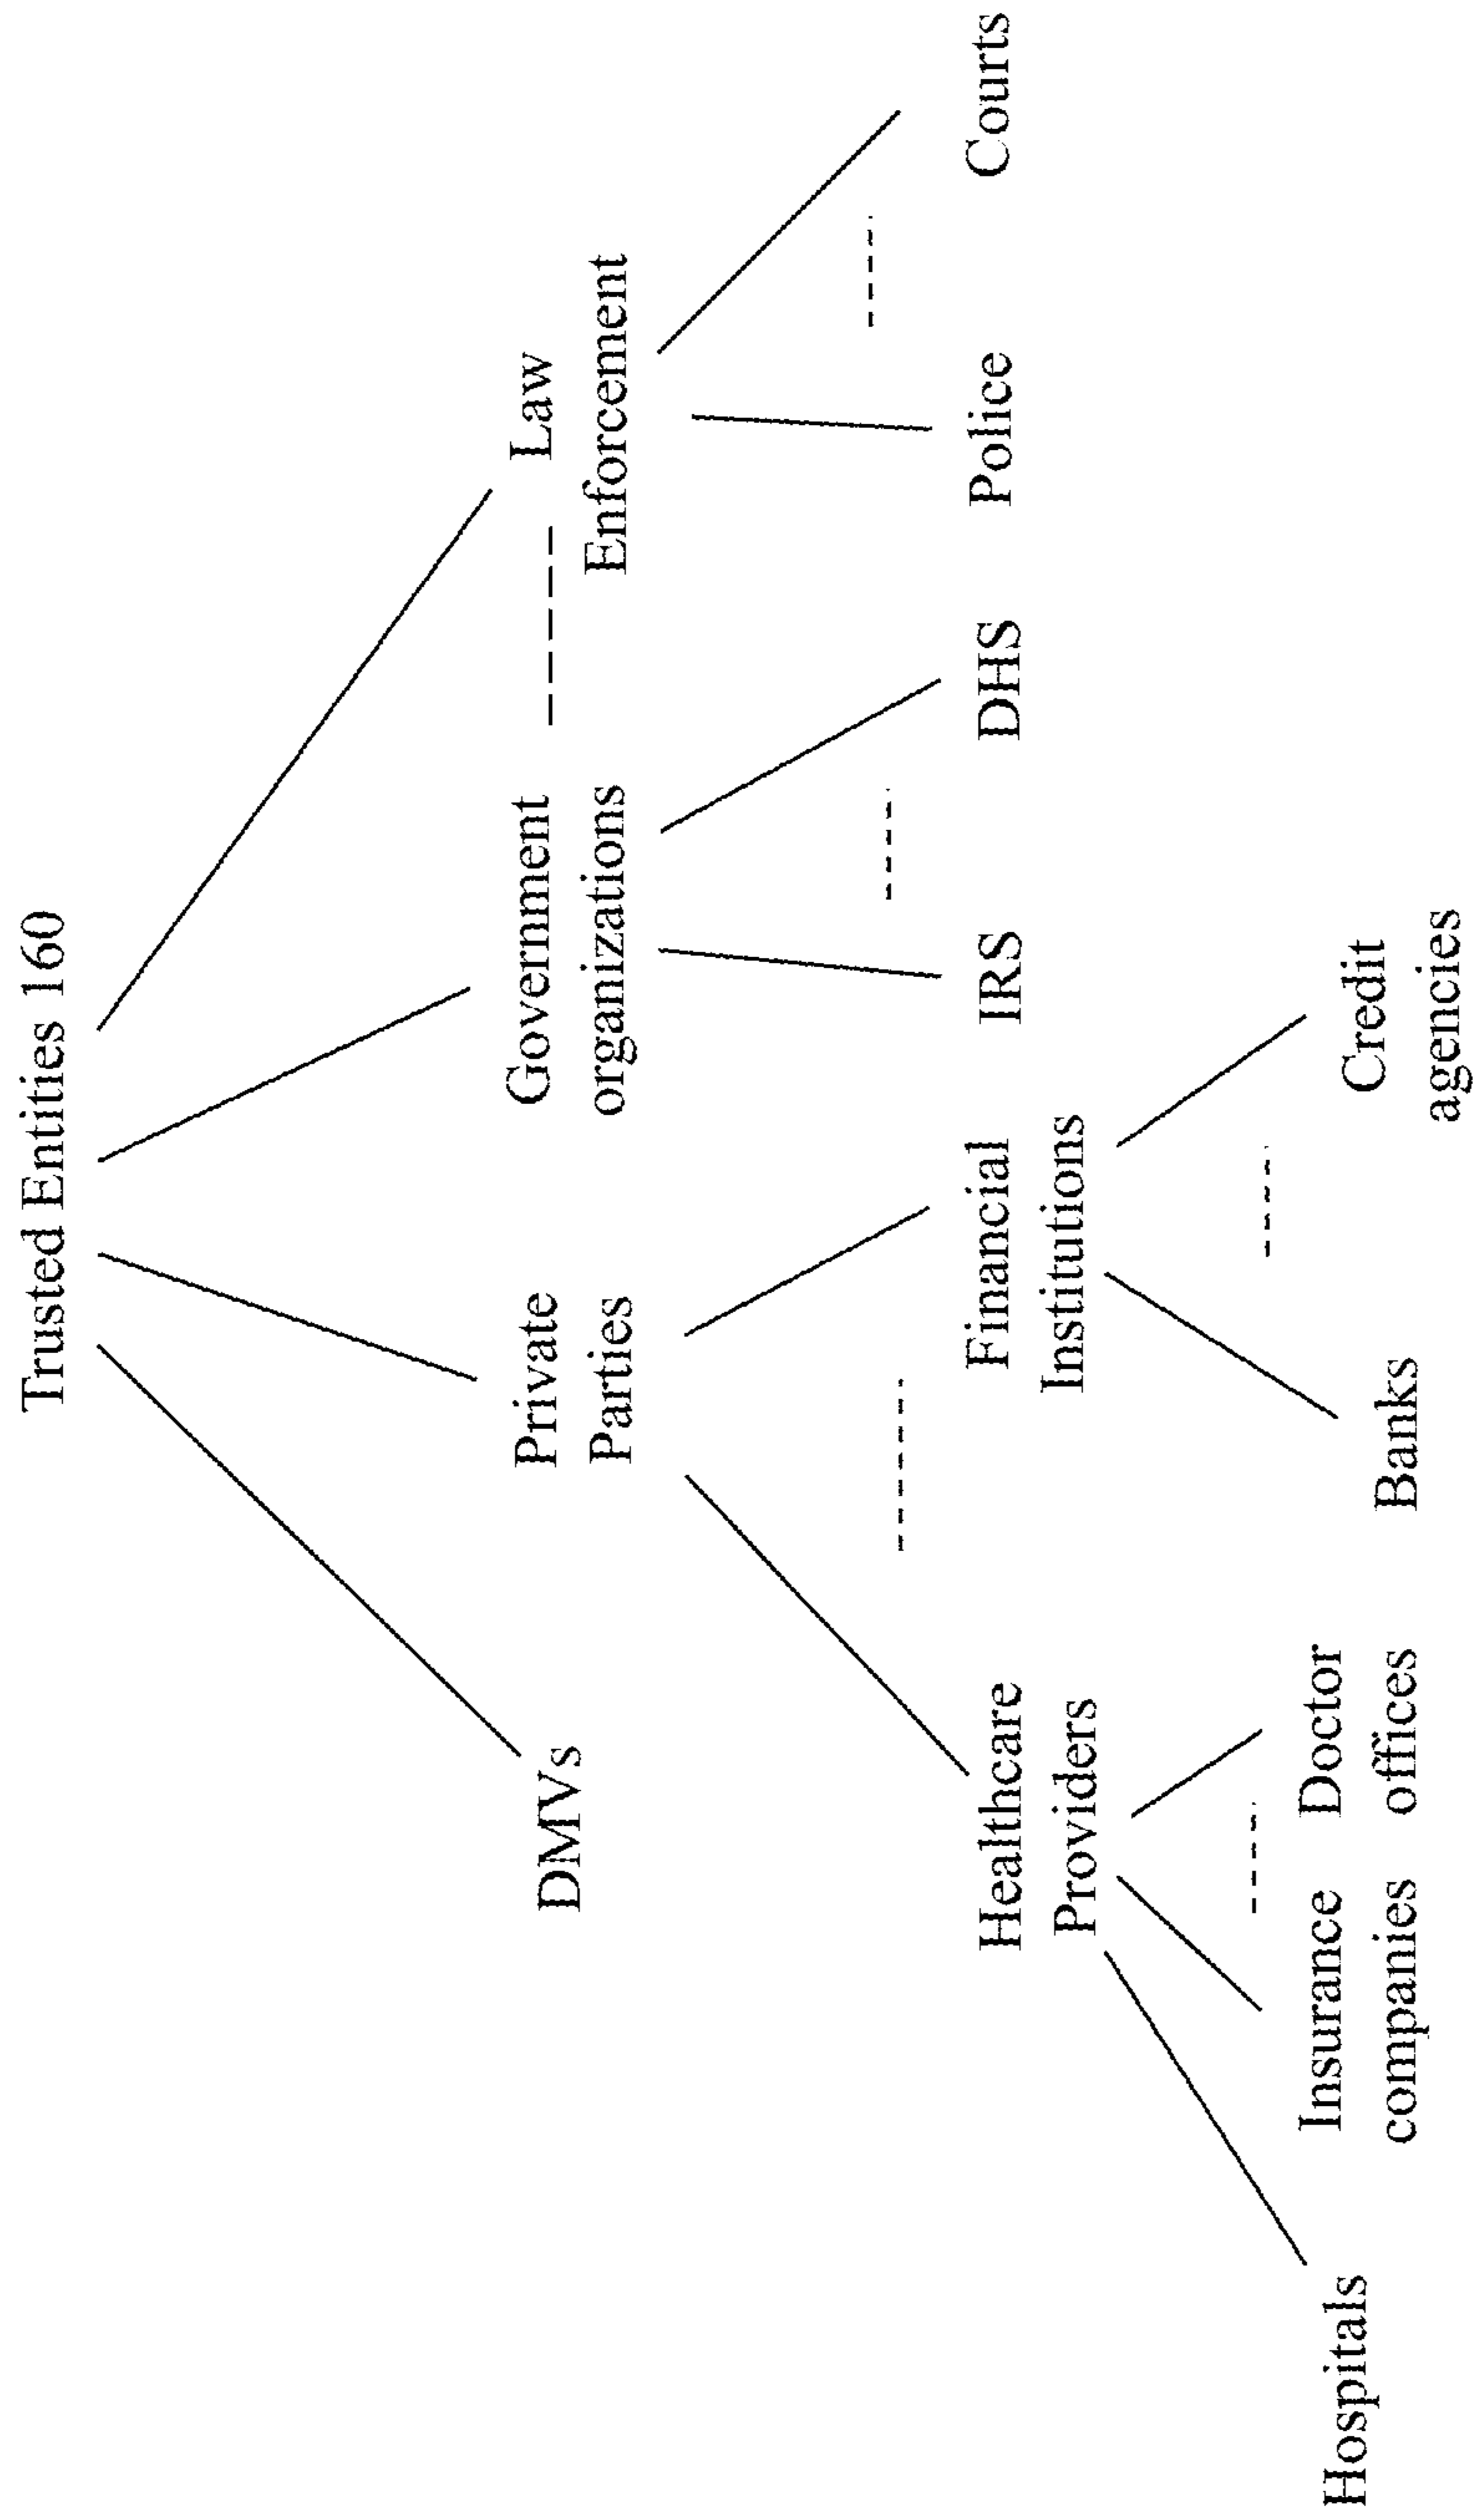 Trusted Entities 160
DMVs
Private
Parties
Government
organizations
Law
Enforcement
Healthcare
Providers
Financial
Institutions
IRS
DHS
Police
Courts
Hospitals
Insurance
companies
Doctor
offices
Banks
Credit
agencies